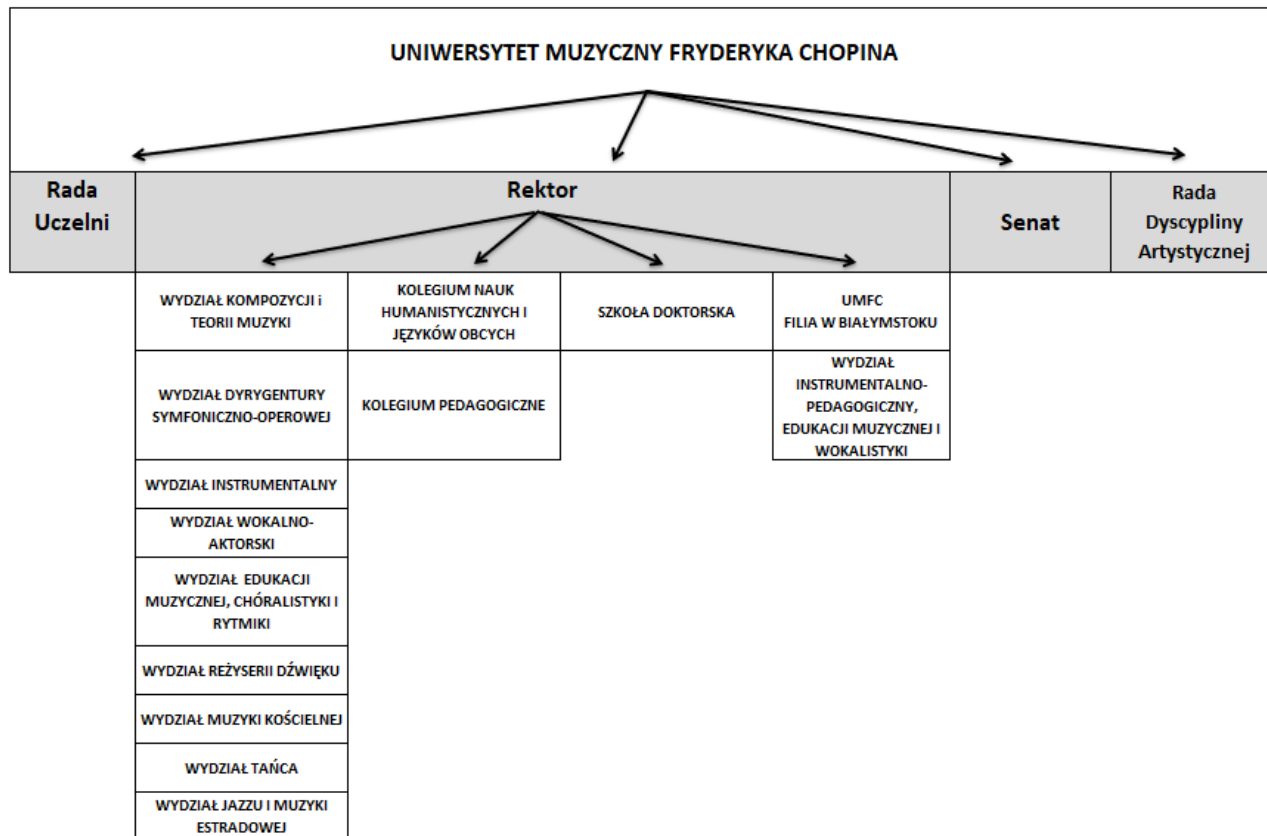 UNIWERSYTET MUZYCZNY FRYDERYKA CHOPINA
Rada
Uczelni
Rektor
Senat
Rada
Dyscypliny
Artystycznej
WYDZIAŁ KOMPOZYCJI i
TEORII MUZYKI
KOLEGIUM NAUK
HUMANISTYCZNYCH I
JĘZYKÓW OBCYCH
SZKOŁA DOKTORSKA
UMFC
FILIA W BIAŁYMSTOKU
WYDZIAŁ DYRYGENTURY
SYMFONICZNO-OPEROWEJ
KOLEGIUM PEDAGOGICZNE
WYDZIAŁ
INSTRUMENTALNO-
PEDAGOGICZNY,
EDUKACJI MUZYCZNEJ I
WOKALISTYKI
WYDZIAŁ INSTRUMENTALNY
WYDZIAŁ WOKALNO-
AKTORSKI
WYDZIAŁ EDUKACJI
MUZYCZNEJ, CHÓRALISTYKI I
RYTMIKI
WYDZIAŁ REŻYSERII DŹWIĘKU
WYDZIAŁ MUZYKI KOŚCIELNEJ
WYDZIAŁ TAŃCA
WYDZIAŁ JAZZU I MUZYKI
ESTRADOWEJ